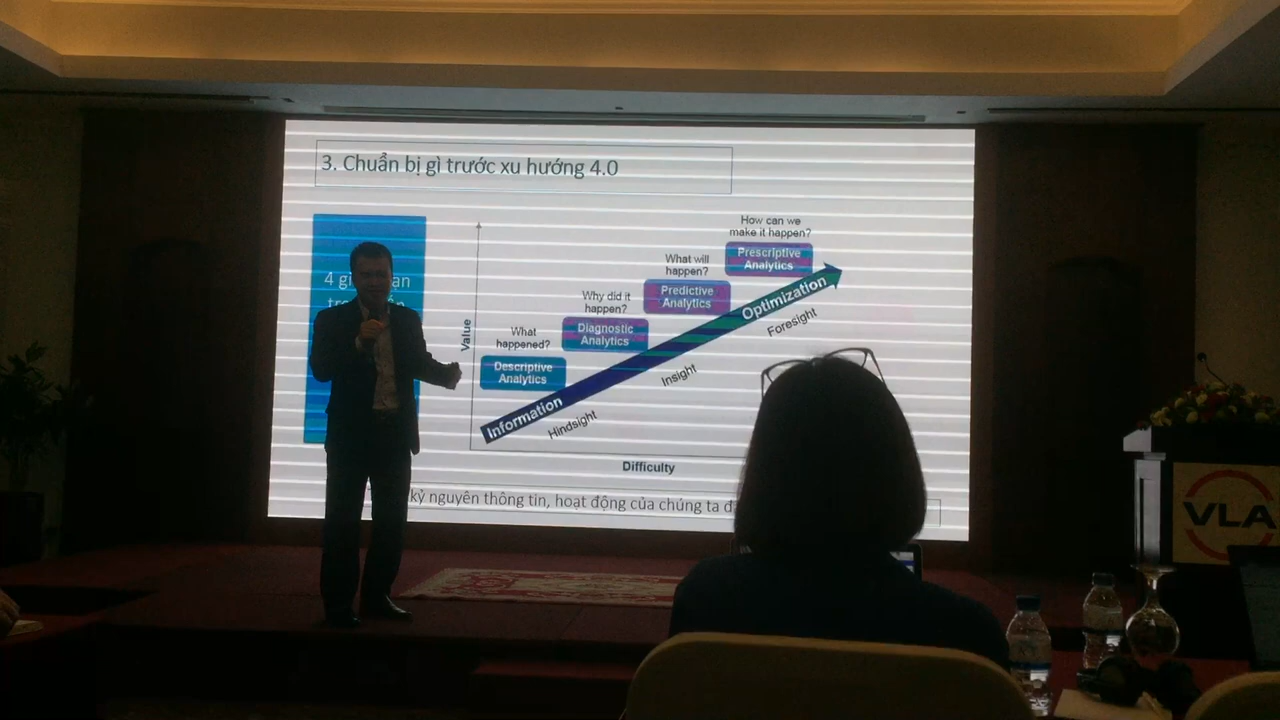 3. Chuẩn bị gì trước xu hướng 4.0
How can we
make it happen?
Prescriptive
Analytics
What will
happen?
Predictive
Analytics
Why did it
happen?
Diagnostic
Analytics
What
happened?
Descriptive
Analytics
Value
Information
Optimization
Hindsight
Insight
Foresight
Difficulty
4
kỷ nguyên thông tin, hoạt động của chúng ta
VLA